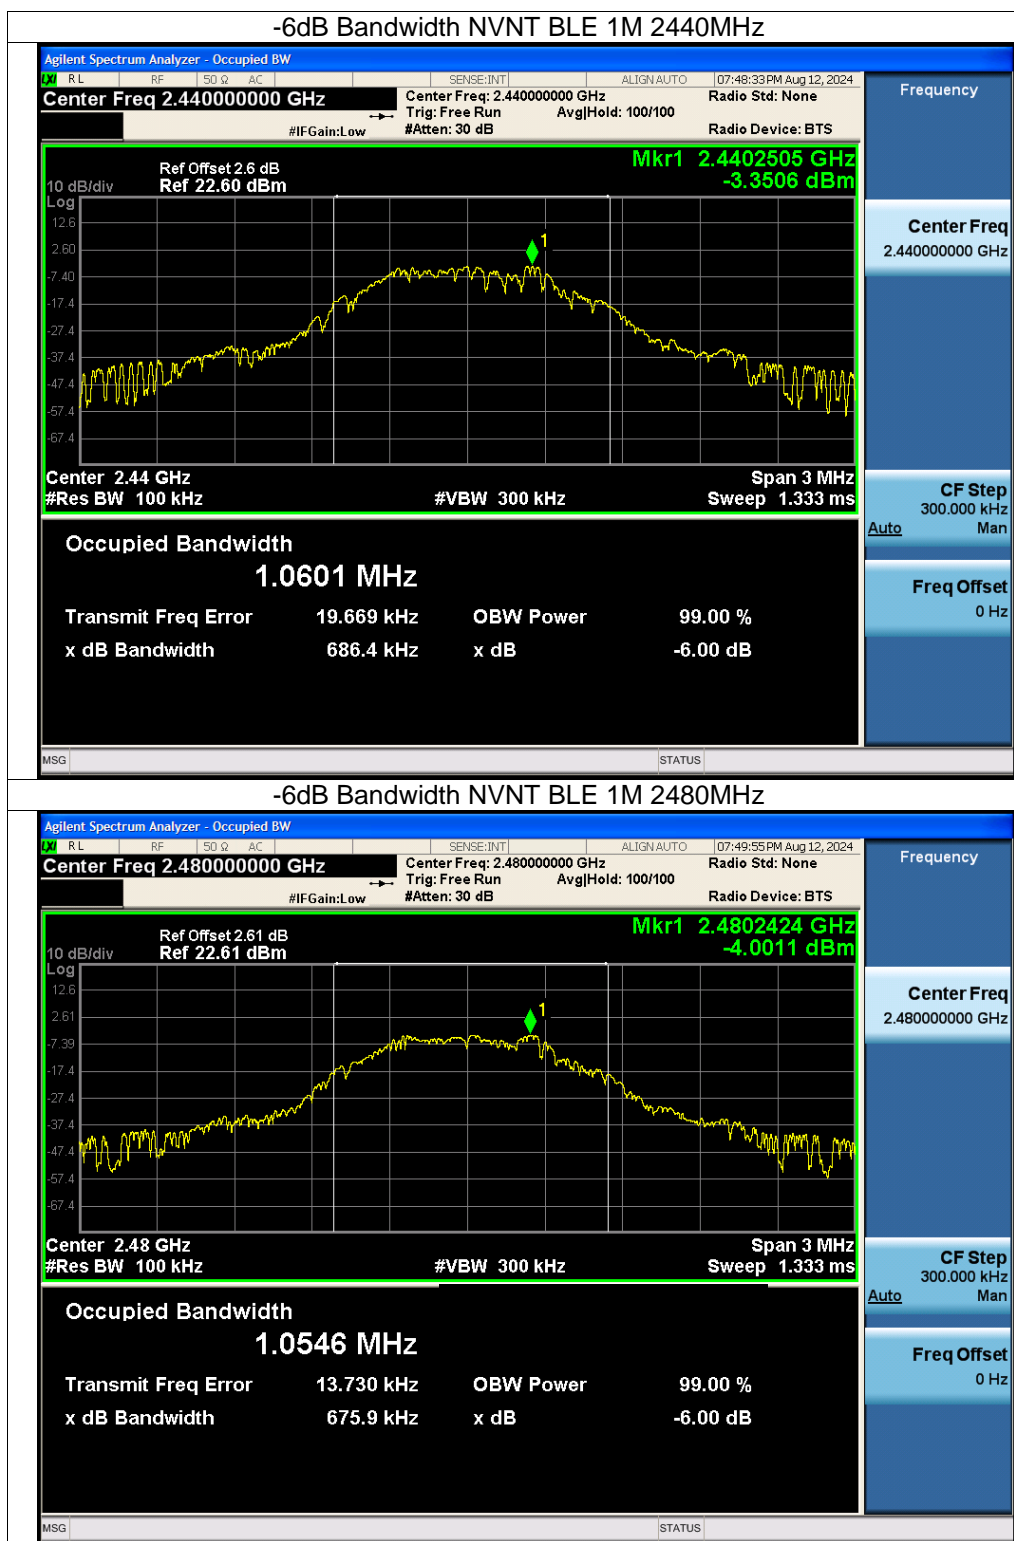 -6dB Bandwidth NVNT BLE 1M 2440MHz
Agilent Spectrum Analyzer - Occupied BW
LXI RL RF 50 Ω AC SENSE:INT ALIGN AUTO 07:48:33 PM Aug 12, 2024
Center Freq 2.440000000 GHz
Center Freq: 2.440000000 GHz
Radio Std: None
Trig: Free Run Avg|Hold: 100/100
#IFGain:Low
#Atten: 30 dB
Radio Device: BTS
Frequency
Mkr1 2.4402505 GHz
-3.3506 dBm
Ref Offset 2.6 dB
10 dB/div Ref 22.60 dBm
Log
12.6
2.60
-7.40
-17.4
-27.4
-37.4
-47.4
-57.4
-67.4
1
Center 2.44 GHz
Span 3 MHz
#Res BW 100 kHz
#VBW 300 kHz
Sweep 1.333 ms
Center Freq
2.440000000 GHz
CF Step
300.000 kHz
Auto Man
Freq Offset
0 Hz
Occupied Bandwidth
1.0601 MHz
Transmit Freq Error 19.669 kHz OBW Power 99.00 %
x dB Bandwidth 686.4 kHz x dB -6.00 dB
MSG STATUS
-6dB Bandwidth NVNT BLE 1M 2480MHz
Agilent Spectrum Analyzer - Occupied BW
LXI RL RF 50 Ω AC SENSE:INT ALIGN AUTO 07:49:55 PM Aug 12, 2024
Center Freq 2.480000000 GHz
Center Freq: 2.480000000 GHz
Radio Std: None
Trig: Free Run Avg|Hold: 100/100
#IFGain:Low
#Atten: 30 dB
Radio Device: BTS
Frequency
Mkr1 2.4802424 GHz
-4.0011 dBm
Ref Offset 2.61 dB
10 dB/div Ref 22.61 dBm
Log
12.6
2.61
-7.39
-17.4
-27.4
-37.4
-47.4
-57.4
-67.4
1
Center 2.48 GHz
Span 3 MHz
#Res BW 100 kHz
#VBW 300 kHz
Sweep 1.333 ms
Center Freq
2.480000000 GHz
CF Step
300.000 kHz
Auto Man
Freq Offset
0 Hz
Occupied Bandwidth
1.0546 MHz
Transmit Freq Error 13.730 kHz OBW Power 99.00 %
x dB Bandwidth 675.9 kHz x dB -6.00 dB
MSG STATUS